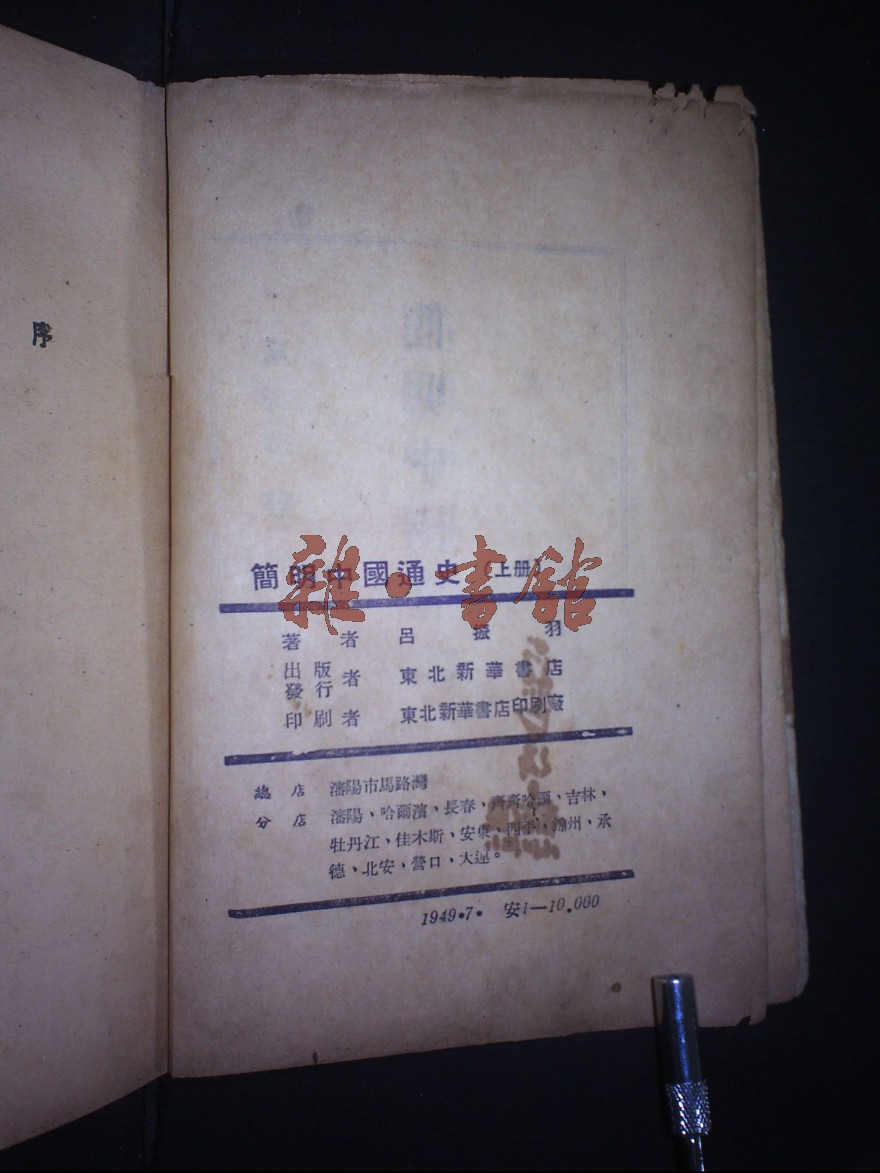 序
簡明中國通史（上册）
雜·書館
著者 呂振羽
出版發行者 東北新華書店
印刷者 東北新華書店印刷廠
總店 瀋陽市馬路灣
分店 瀋陽、哈爾濱、長春、齊齊哈爾、吉林、
牡丹江、佳木斯、安東、四平、錦州、承
德、北安、營口、大連。
1949·7· 安1—10.000